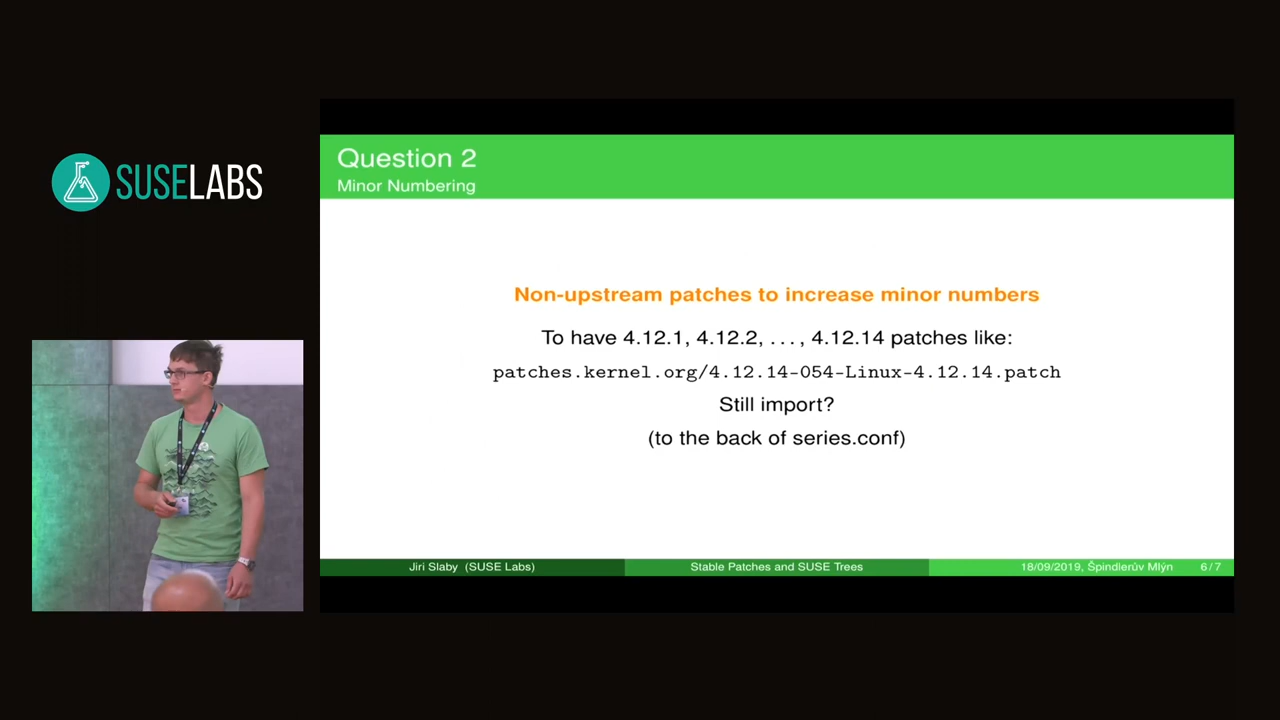 SUSELABS
Question 2
Minor Numbering
Non-upstream patches to increase minor numbers
To have 4.12.1, 4.12.2, . . . , 4.12.14 patches like:
patches.kernel.org/4.12.14-054-Linux-4.12.14.patch
Still import?
(to the back of series.conf)
Jiri Slaby (SUSE Labs)
Stable Patches and SUSE Trees
18/09/2019, Špindlerův Mlýn
6/7